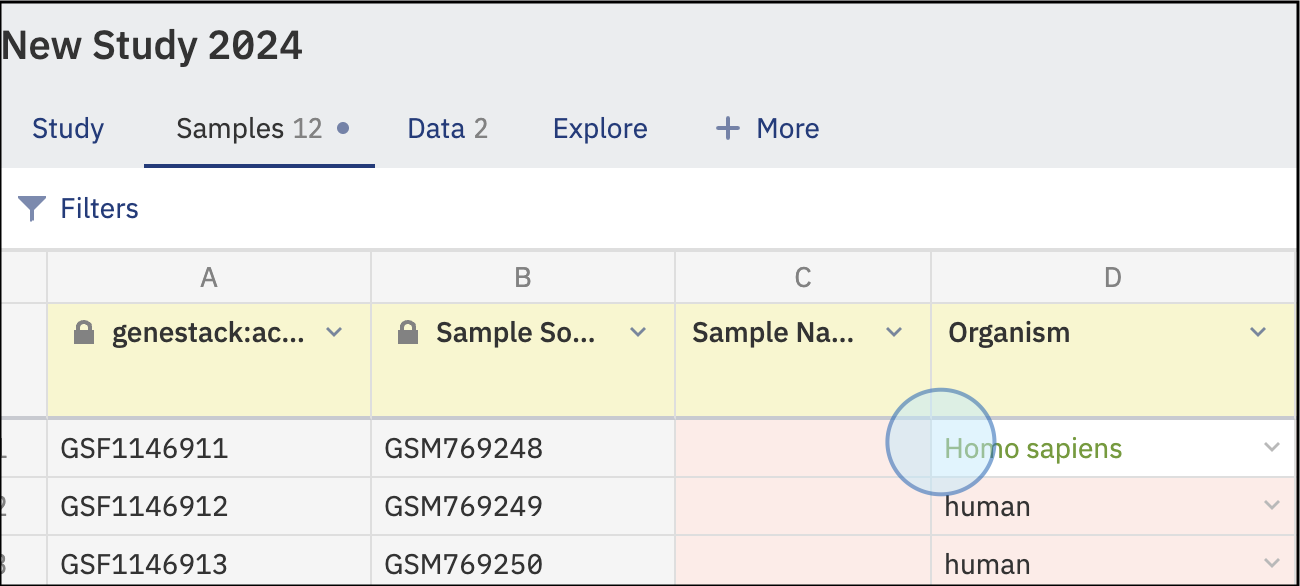 New Study 2024
Study Samples 12 Data 2 Explore + More
Filters
A B C D
genestack:ac... Sample So... Sample Na... Organism
1 GSF1146911 GSM769248 Homo sapiens
2 GSF1146912 GSM769249 human
3 GSF1146913 GSM769250 human